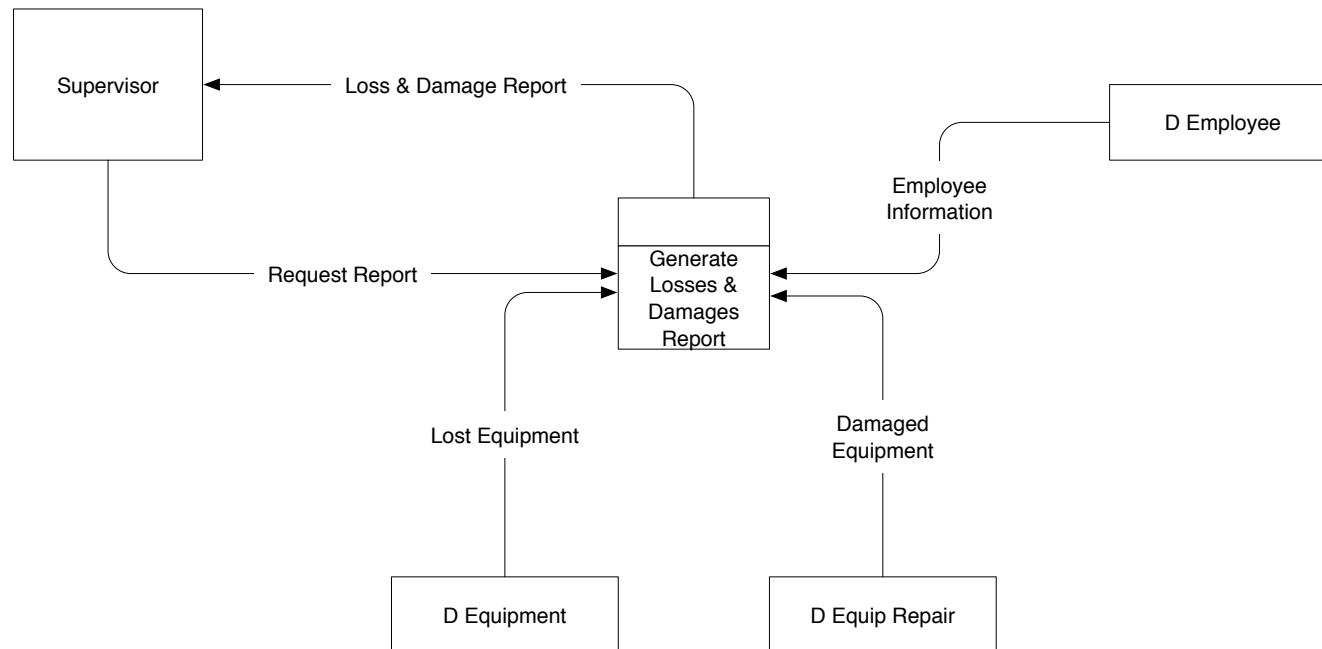 Supervisor
Loss & Damage Report
D Employee
Employee
Information
Generate
Losses &
Damages
Report
Request Report
Lost Equipment
Damaged
Equipment
D Equipment
D Equip Repair